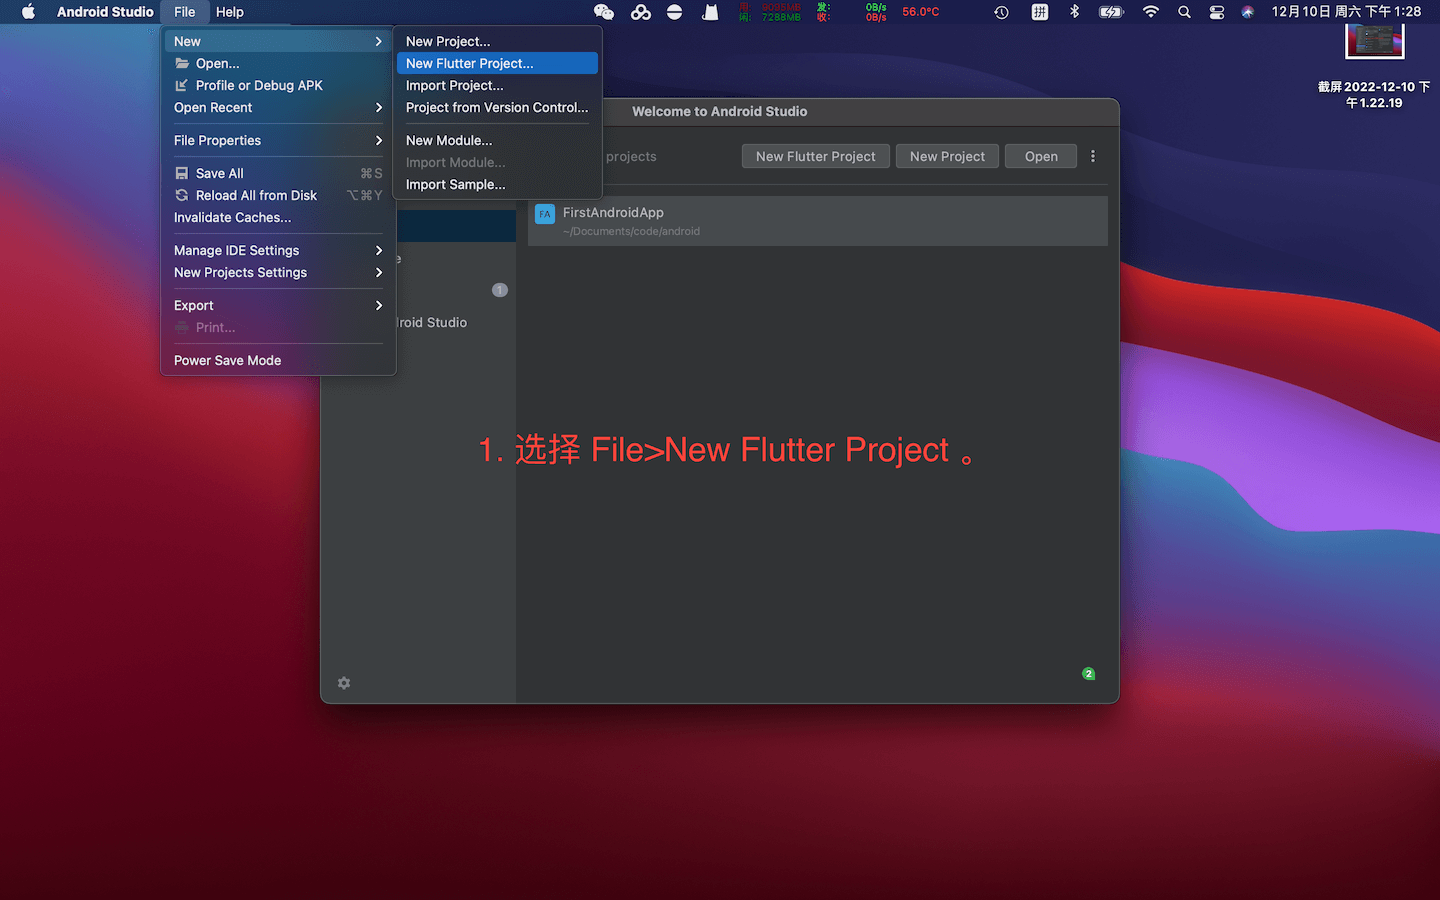 Android Studio File Help
用: 9095MB 发: 0B/s
闲: 7288MB 收: 0B/s
56.0°C
拼
12月10日 周六 下午1:28
New
Open...
Profile or Debug APK
Open Recent
File Properties
Save All ⌘S
Reload All from Disk ⌥⌘Y
Invalidate Caches...
Manage IDE Settings
New Projects Settings
Export
Print...
Power Save Mode
New Project...
New Flutter Project...
Import Project...
Project from Version Control...
New Module...
Import Module...
Import Sample...
截屏2022-12-10 下
午1.22.19
Welcome to Android Studio
projects
New Flutter Project
New Project
Open
FA
FirstAndroidApp
~/Documents/code/android
e
1
roid Studio
1. 选择 File>New Flutter Project 。
2